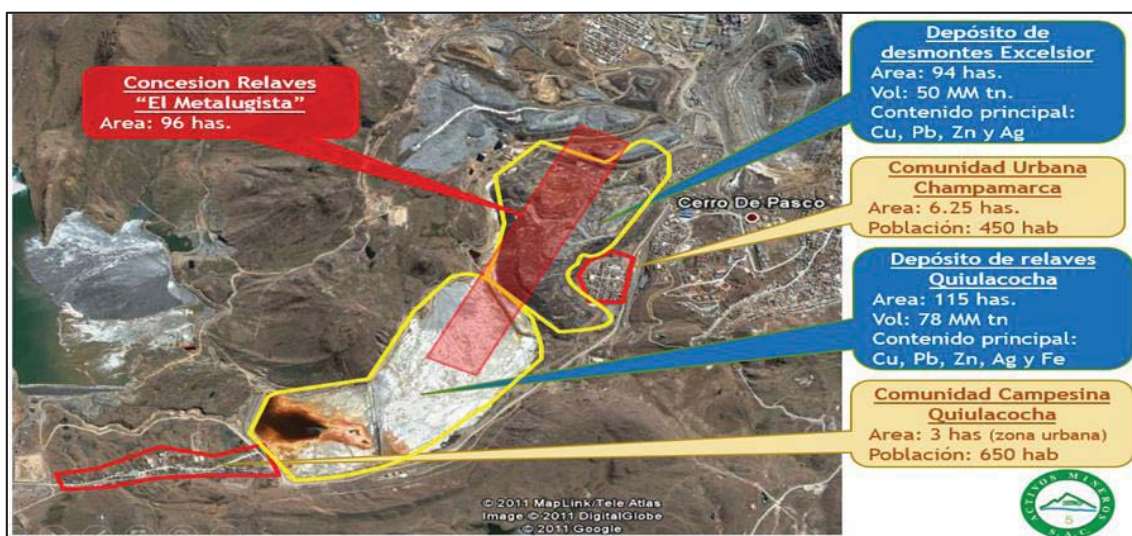 Concesion Relaves
“El Metalugista”
Area: 96 has.
Depósito de
desmontes Excelsior
Area: 94 has.
Vol: 50 MM tn.
Contenido principal:
Cu, Pb, Zn y Ag
Comunidad Urbana
Champamarca
Area: 6.25 has.
Población: 450 hab
Cerro De Pasco
Depósito de relaves
Quiulacocha
Area: 115 has.
Vol: 78 MM tn
Contenido principal:
Cu, Pb, Zn, Ag y Fe
Comunidad Campesina
Quiulacocha
Area: 3 has (zona urbana)
Población: 650 hab
© 2011 MapLink/Tele Atlas
Image © 2011 DigitalGlobe
© 2011 Google
ACTIVOS MINEROS
5
S.A.C.